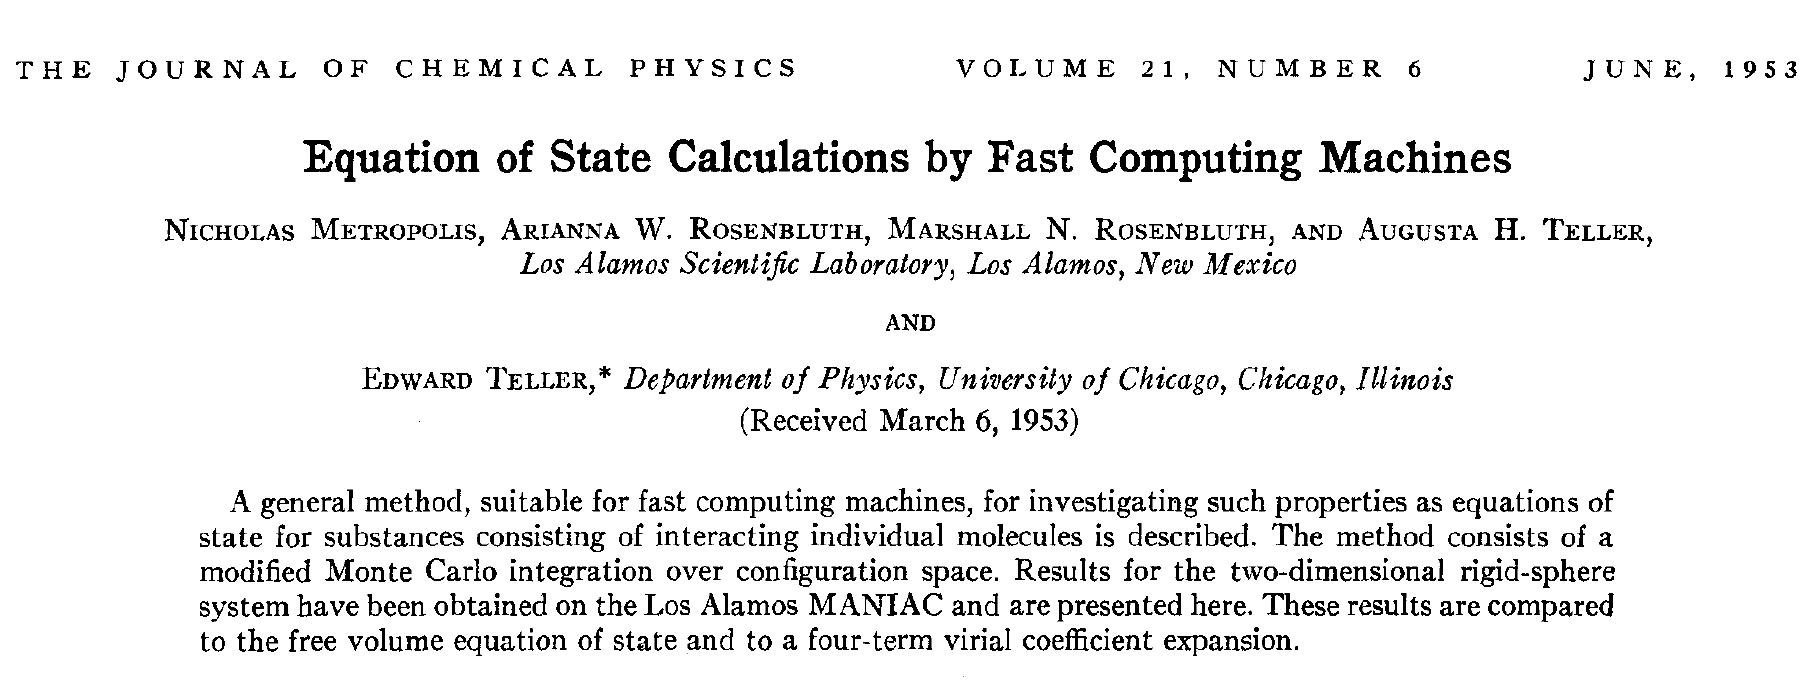 THE JOURNAL OF CHEMICAL PHYSICS VOLUME 21, NUMBER 6 JUNE, 1953
Equation of State Calculations by Fast Computing Machines
NICHOLAS METROPOLIS, ARIANNA W. ROSENBLUTH, MARSHALL N. ROSENBLUTH, AND AUGUSTA H. TELLER,
Los Alamos Scientific Laboratory, Los Alamos, New Mexico
AND
EDWARD TELLER,* Department of Physics, University of Chicago, Chicago, Illinois
(Received March 6, 1953)
A general method, suitable for fast computing machines, for investigating such properties as equations of
state for substances consisting of interacting individual molecules is described. The method consists of a
modified Monte Carlo integration over configuration space. Results for the two-dimensional rigid-sphere
system have been obtained on the Los Alamos MANIAC and are presented here. These results are compared
to the free volume equation of state and to a four-term virial coefficient expansion.